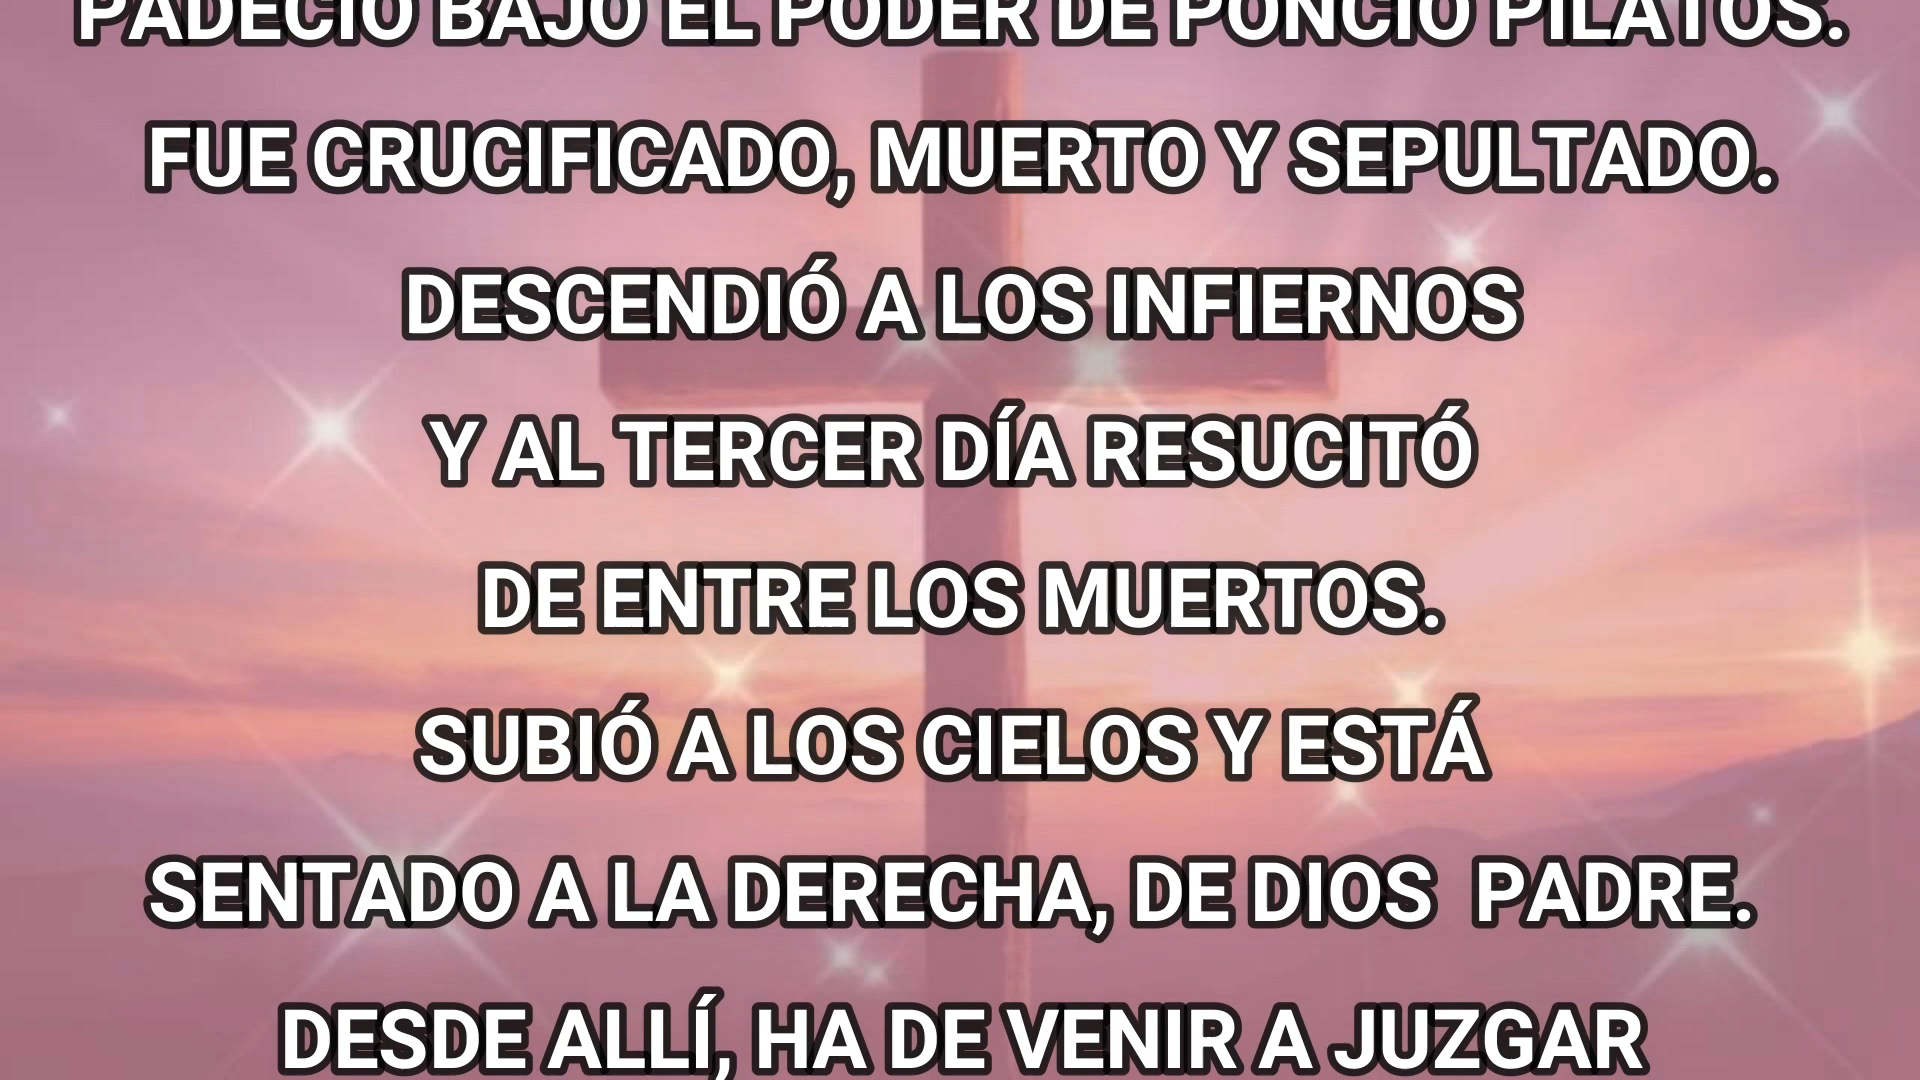 PADECIÓ BAJO EL PODER DE PONCIO PILATOS.
FUE CRUCIFICADO, MUERTO Y SEPULTADO.
DESCENDIÓ A LOS INFIERNOS
Y AL TERCER DÍA RESUCITÓ
DE ENTRE LOS MUERTOS.
SUBIÓ A LOS CIELOS Y ESTÁ
SENTADO A LA DERECHA, DE DIOS  PADRE.
DESDE ALLÍ, HA DE VENIR A JUZGAR